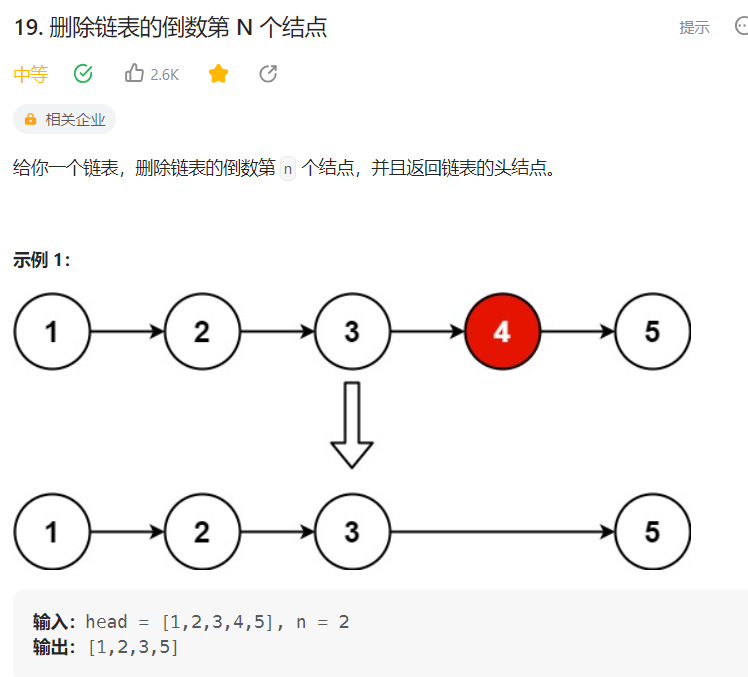 19. 删除链表的倒数第 N 个结点
提示
中等
2.6K
相关企业
给你一个链表，删除链表的倒数第 n 个结点，并且返回链表的头结点。
示例 1：
1 2 3 4 5
1 2 3 5
输入：head = [1,2,3,4,5], n = 2
输出：[1,2,3,5]